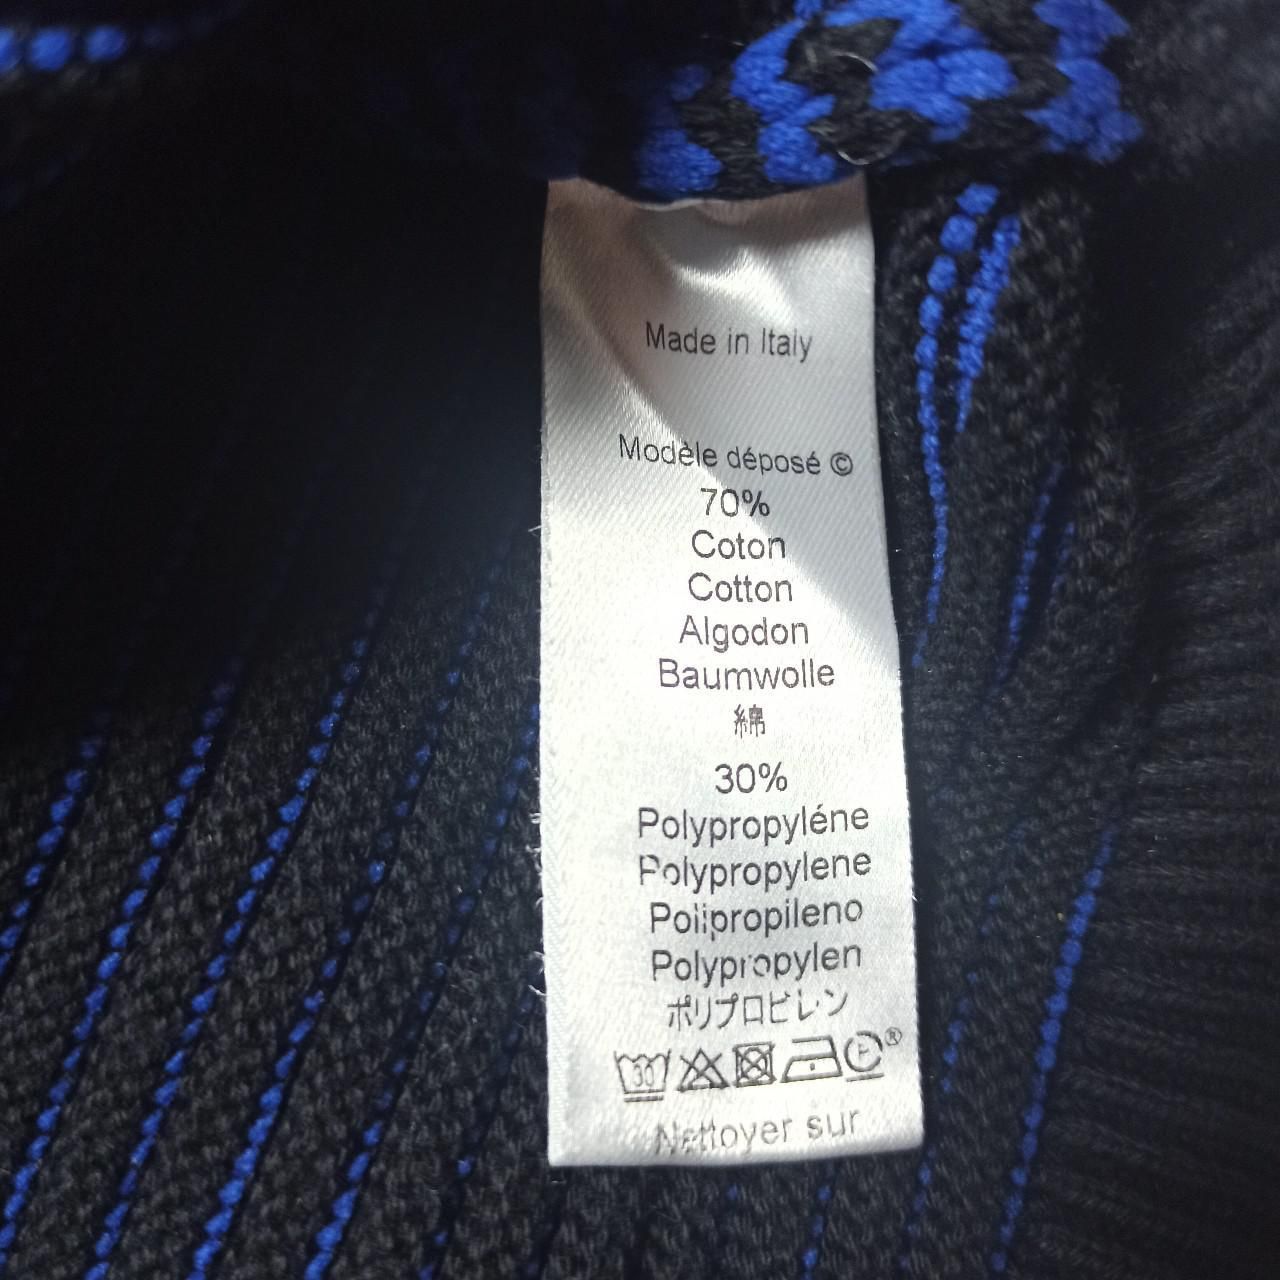 Made in Italy
Modèle déposé ©
70%
Coton
Cotton
Algodon
Baumwolle
綿
30%
Polypropyléne
Polypropylene
Polipropileno
Polypropylen
ポリプロピレン
30 P ®
Nettoyer sur